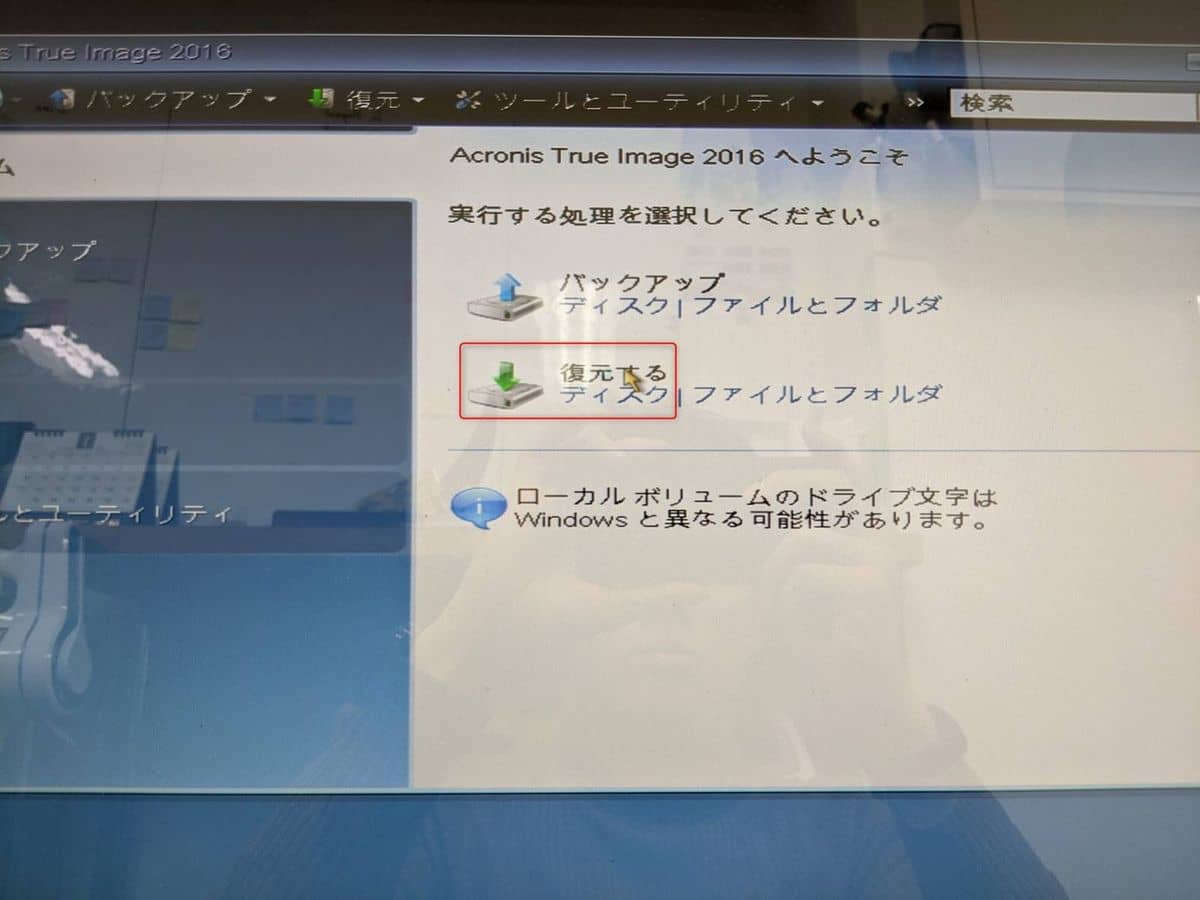 s True Image 2016
バックアップ 復元 ツールとユーティリティ >> 検索
ム
Acronis True Image 2016 へようこそ
実行する処理を選択してください。
クアップ
バックアップ
ディスク | ファイルとフォルダ
復元する
ディスク | ファイルとフォルダ
ローカル ボリュームのドライブ文字は
Windows と異なる可能性があります。
ルとユーティリティ